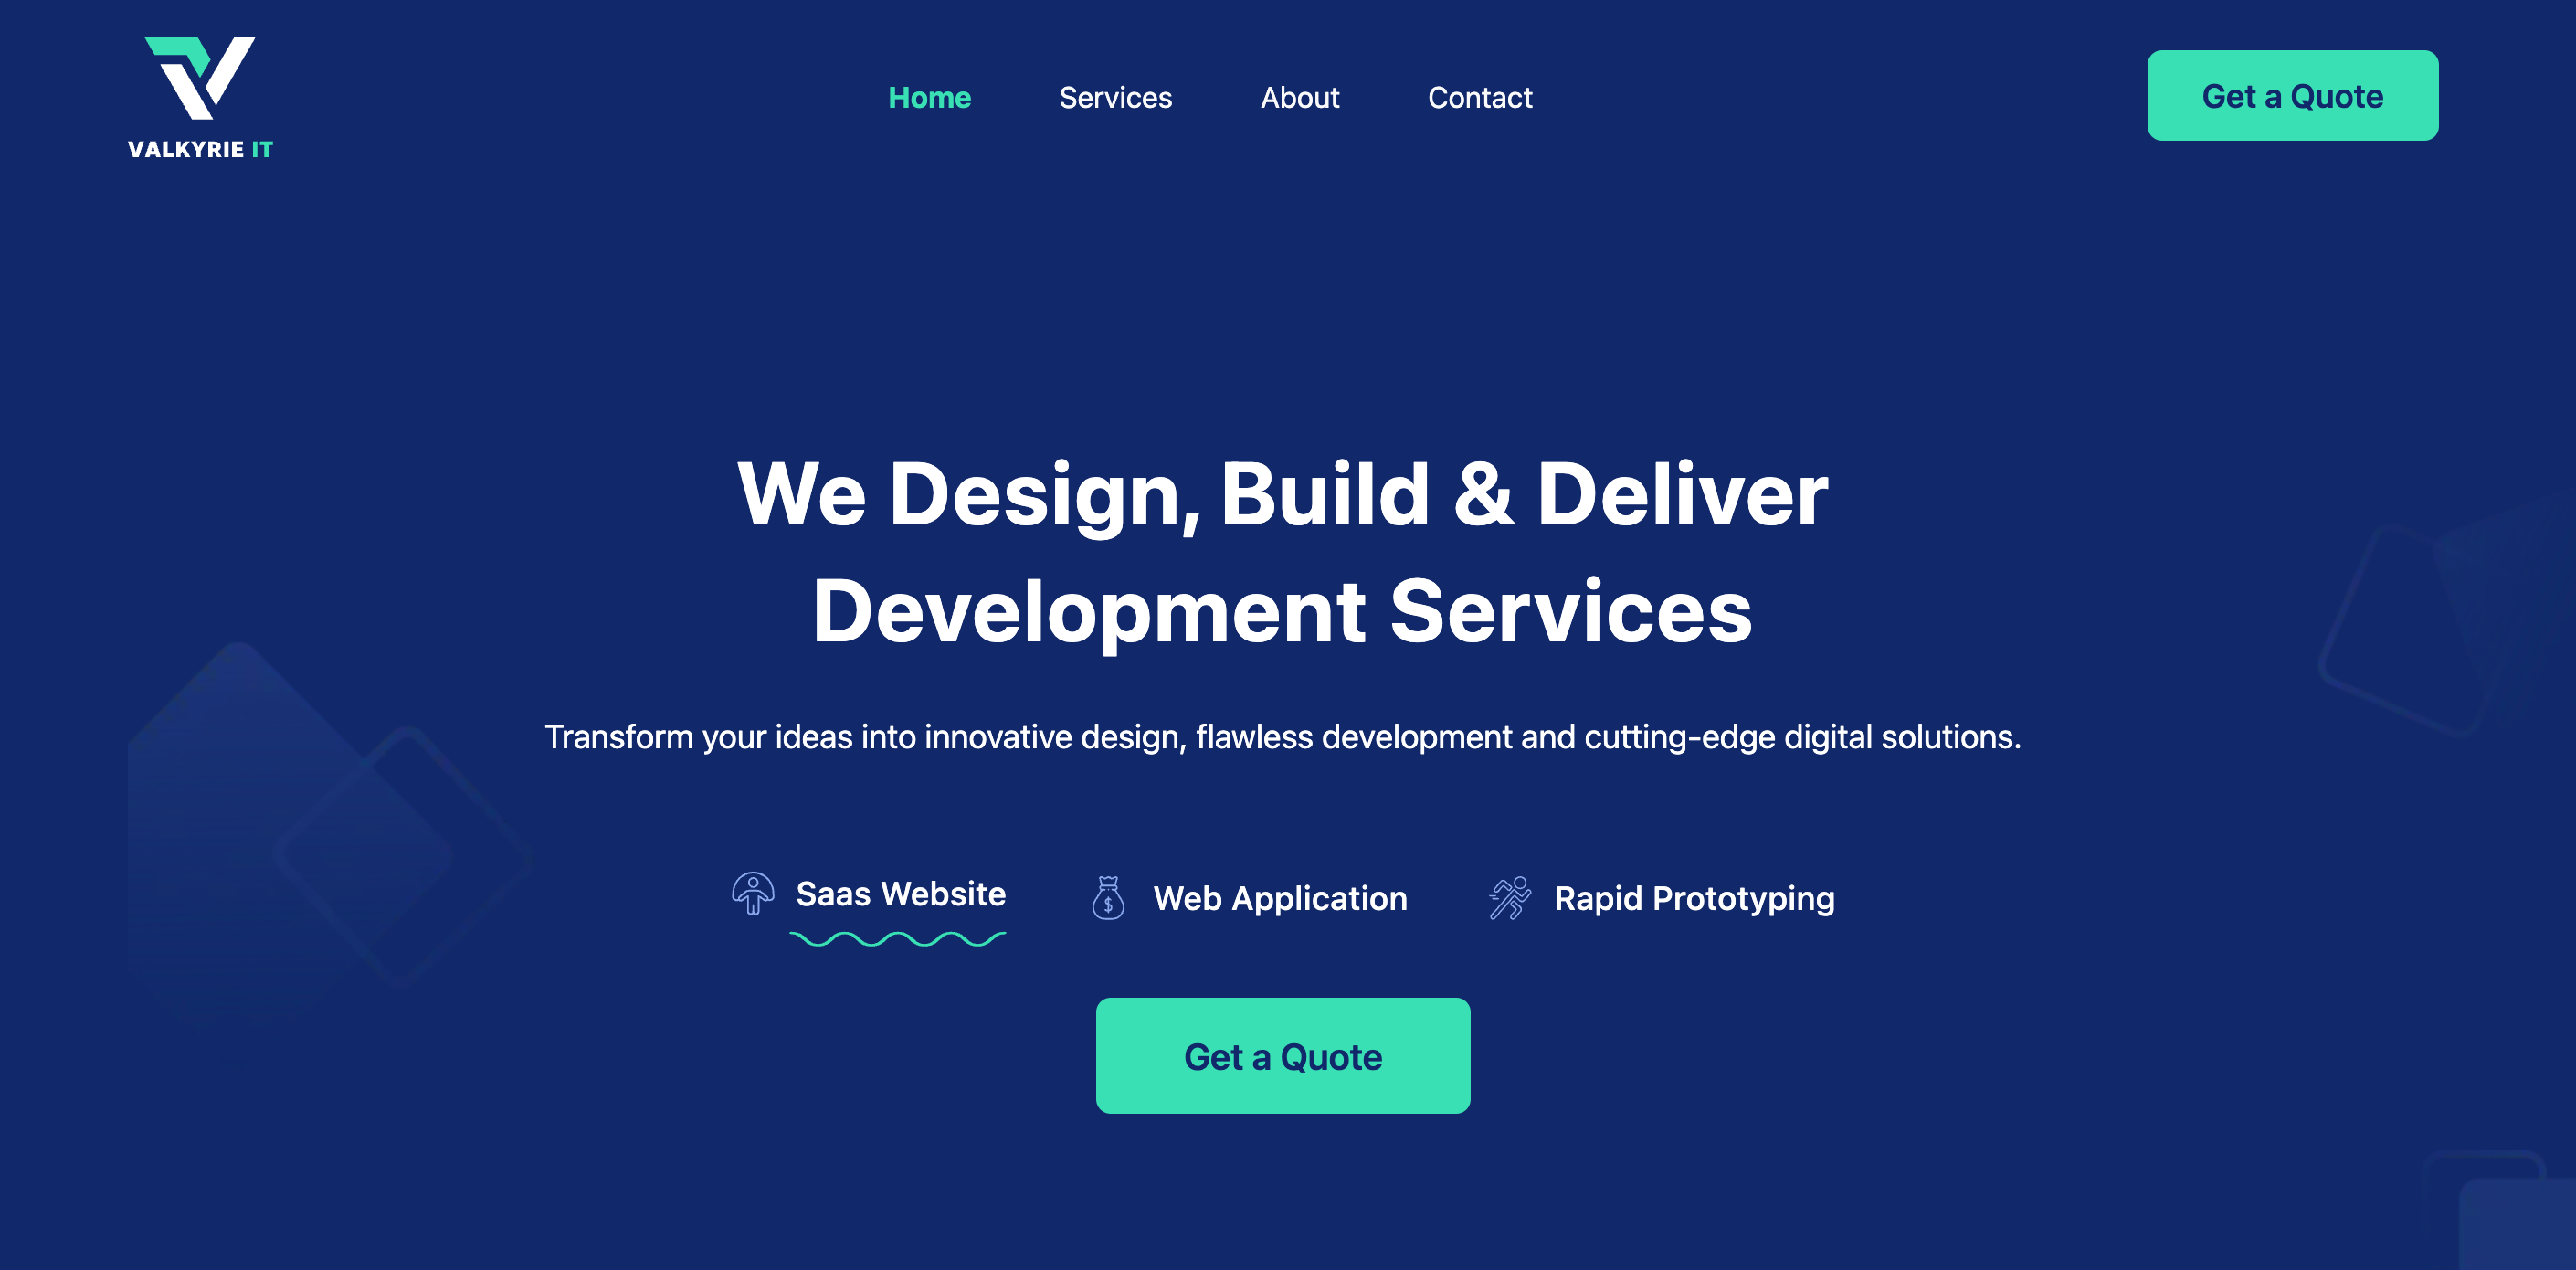 VALKYRIE IT
Home
Services
About
Contact
Get a Quote
We Design, Build & Deliver
Development Services
Transform your ideas into innovative design, flawless development and cutting-edge digital solutions.
Saas Website
Web Application
Rapid Prototyping
Get a Quote